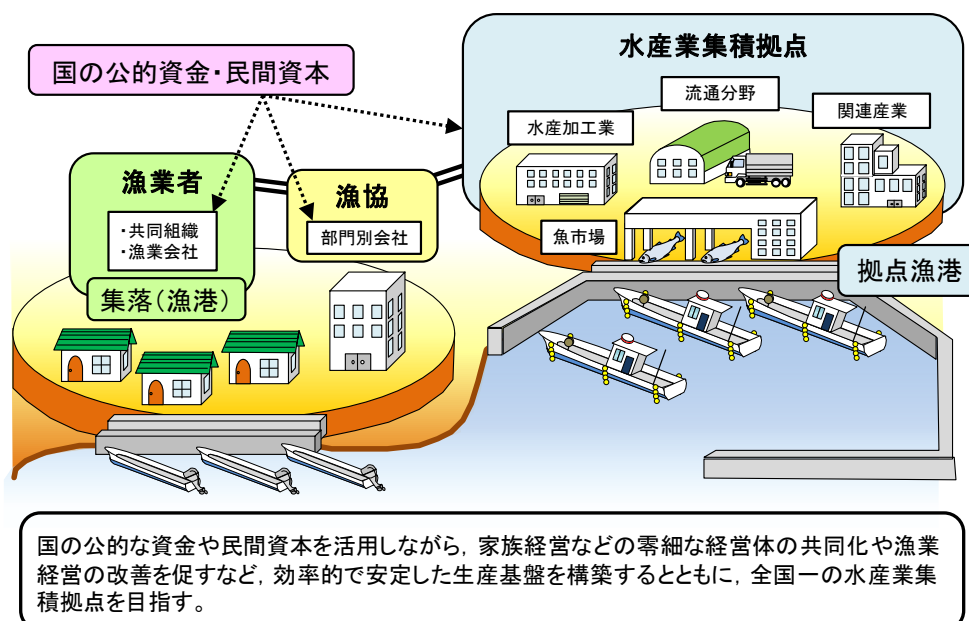 水産業集積拠点
国の公的資金・民間資本
流通分野
水産加工業
関連産業
漁業者
漁協
・共同組織
・漁業会社
部門別会社
魚市場
拠点漁港
集落（漁港）
国の公的な資金や民間資本を活用しながら，家族経営などの零細な経営体の共同化や漁業
経営の改善を促すなど，効率的で安定した生産基盤を構築するとともに，全国一の水産業集
積拠点を目指す。